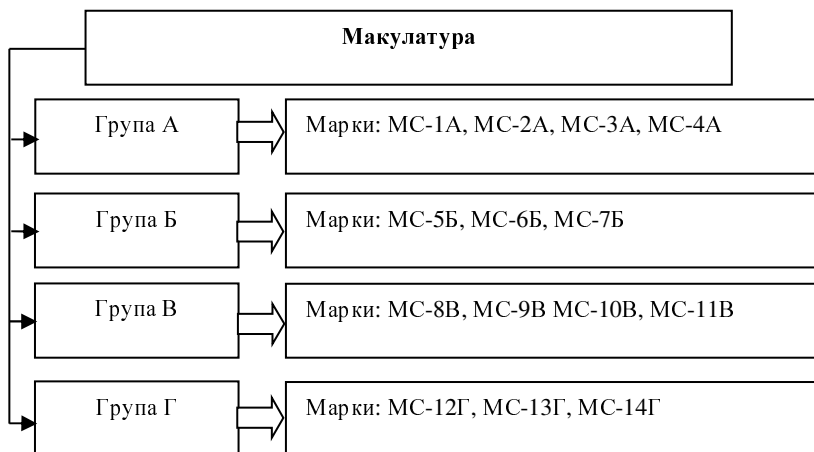 Макулатура
Група А
Марки: МС-1А, МС-2А, МС-3А, МС-4А
Група Б
Марки: МС-5Б, МС-6Б, МС-7Б
Група В
Марки: МС-8В, МС-9В МС-10В, МС-11В
Група Г
Марки: МС-12Г, МС-13Г, МС-14Г